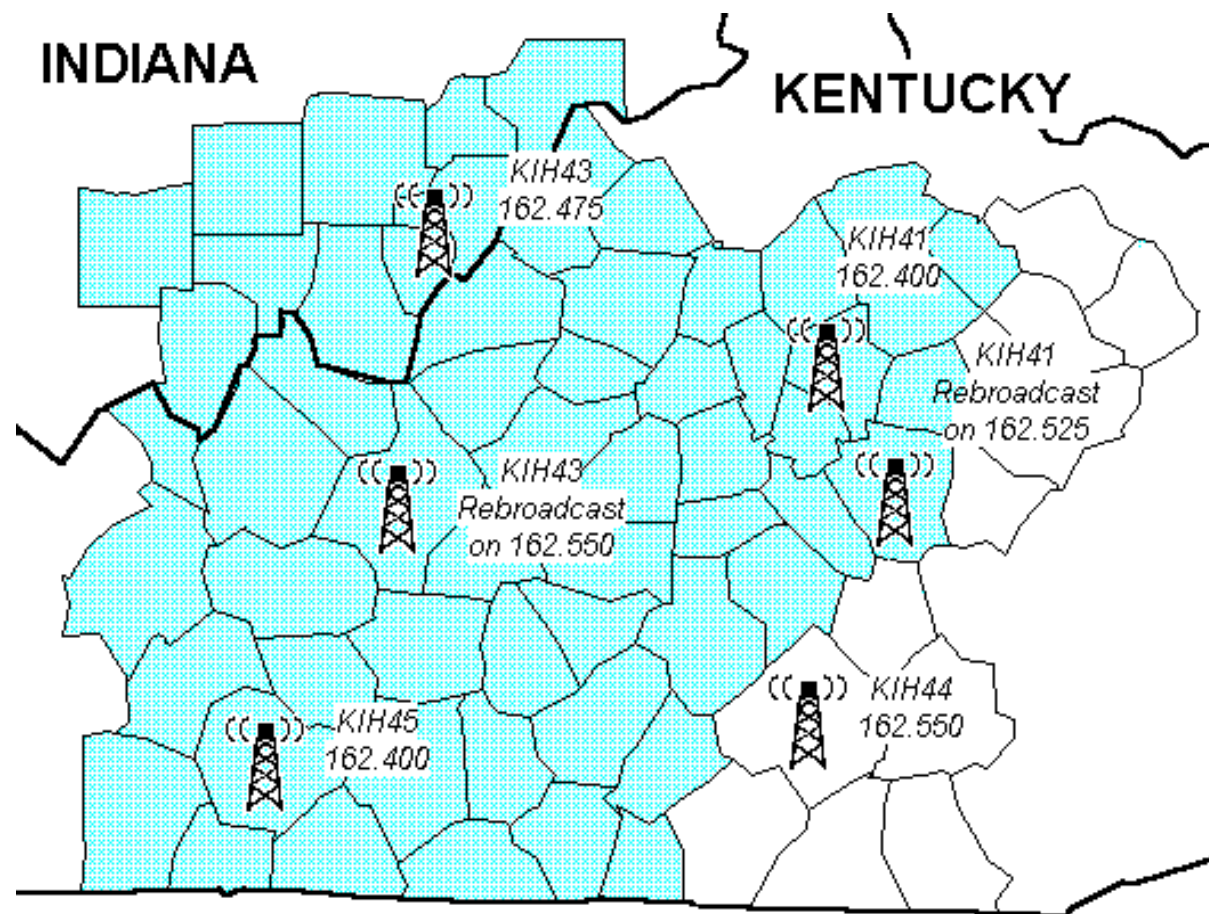 INDIANA
KENTUCKY
KIH43
162.475
KIH41
162.400
KIH41
Rebroadcast
on 162.525
KIH43
Rebroadcast
on 162.550
KIH45
162.400
KIH44
162.550